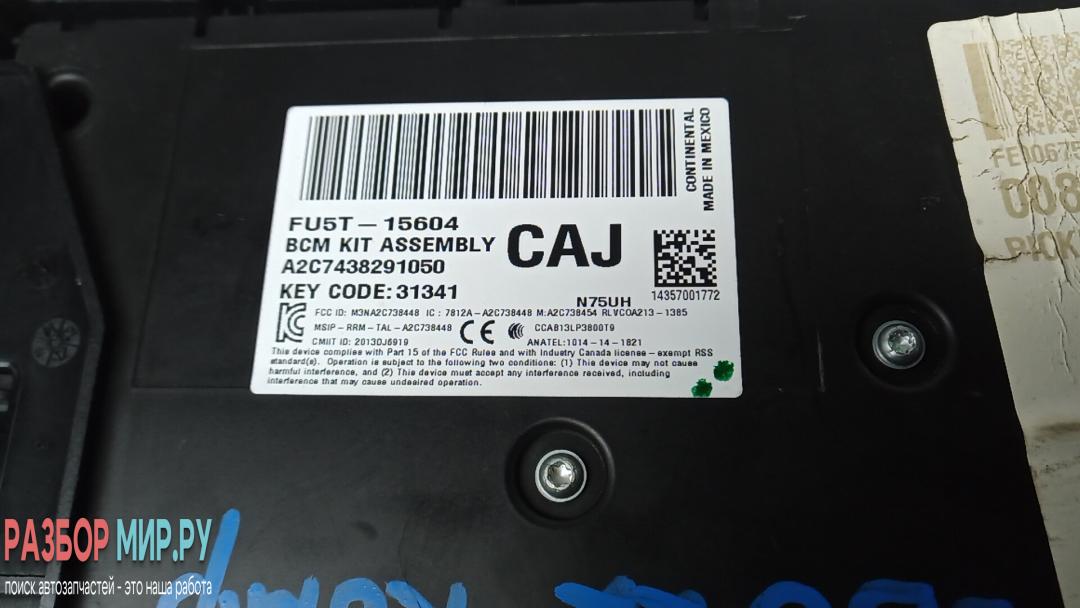 CONTINENTAL
MADE IN MEXICO
FU5T-15604
BCM KIT ASSEMBLY
CAJ
A2C7438291050
KEY CODE:31341
N75UH
14357001772
FCC ID: M3NA2C738448 IC: 7812A-A2C738448 M:A2C738454 RLVCOA213-1385
MSIP-RRM-TAL-A2C738448 CE CCAB13LP3800T9
CMIIT ID: 2013DJ6919 ANATEL:1014-14-1821
This device complies with Part 15 of the FCC Rules and with Industry Canada license-exempt RSS
standard(s). Operation is subject to the following two conditions: (1) This device may not cause
harmful interference, and (2) This device must accept any interference received, including
interference that may cause undesired operation.
008
РАЗБОР МИР.РУ
поиск автозапчастей - это наша работа